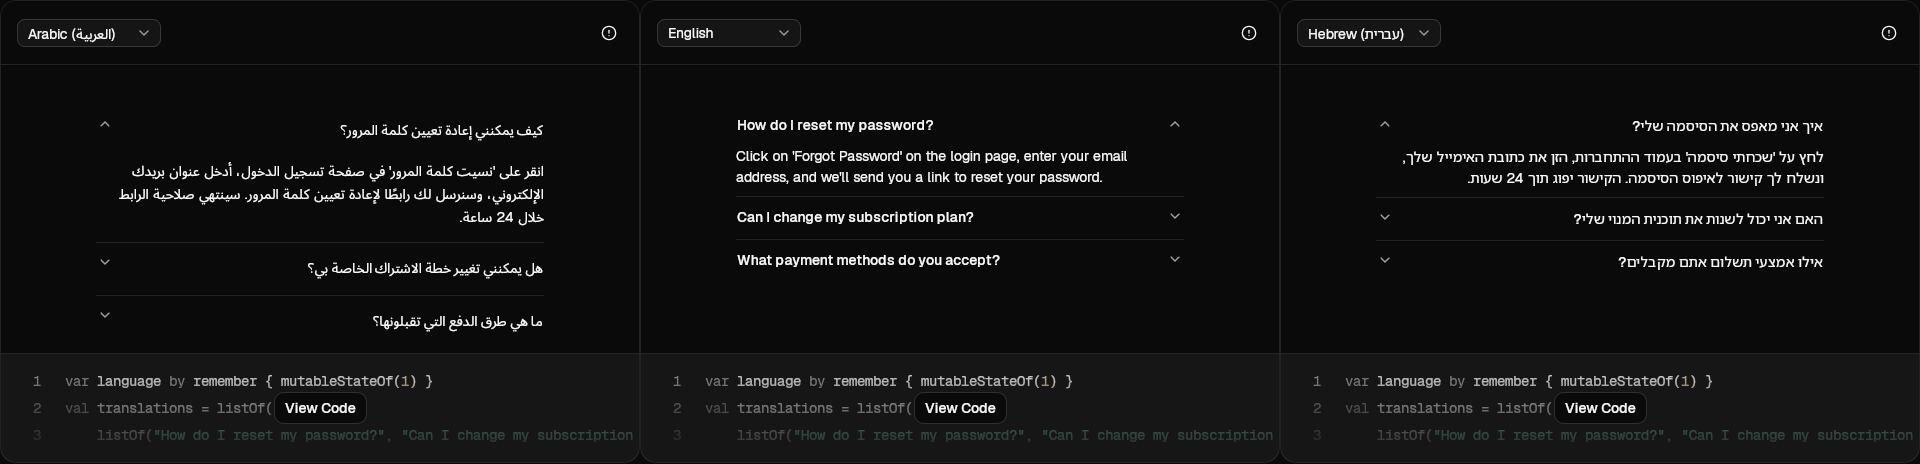 Arabic (العربية)
كيف يمكنني إعادة تعيين كلمة المرور؟
انقر على 'نسيت كلمة المرور' في صفحة تسجيل الدخول، أدخل عنوان بريدك
الإلكتروني، وسنرسل لك رابطًا لإعادة تعيين كلمة المرور. سينتهي صلاحية الرابط
خلال 24 ساعة.
هل يمكنني تغيير خطة الاشتراك الخاصة بي؟
ما هي طرق الدفع التي تقبلونها؟
1 var language by remember { mutableStateOf(1) }
2 val translations = listOf(
View Code
3 listOf("How do I reset my password?", "Can I change my subscription
English
How do I reset my password?
Click on 'Forgot Password' on the login page, enter your email
address, and we'll send you a link to reset your password.
Can I change my subscription plan?
What payment methods do you accept?
1 var language by remember { mutableStateOf(1) }
2 val translations = listOf(
View Code
3 listOf("How do I reset my password?", "Can I change my subscription
Hebrew (עברית)
איך אני מאפס את הסיסמה שלי?
לחץ על 'שכחתי סיסמה' בעמוד ההתחברות, הזן את כתובת האימייל שלך,
ונשלח לך קישור לאיפוס הסיסמה. הקישור יפוג תוך 24 שעות.
האם אני יכול לשנות את תוכנית המנוי שלי?
אילו אמצעי תשלום אתם מקבלים?
1 var language by remember { mutableStateOf(1) }
2 val translations = listOf(
View Code
3 listOf("How do I reset my password?", "Can I change my subscription